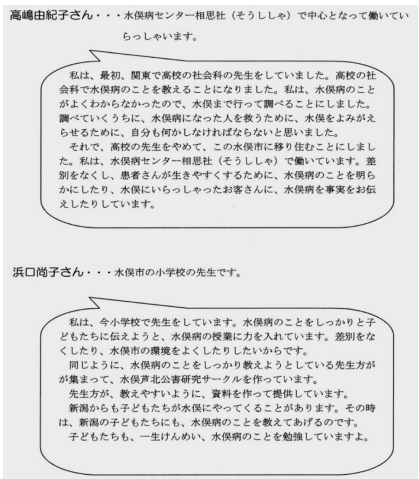 高嶋由紀子さん・・・水俣病センター相思社（そうししゃ）で中心となって働いてい
らっしゃいます。
私は、最初、関東で高校の社会科の先生をしていました。高校の社
会科で水俣病のことを教えることになりました。私は、水俣病のこと
がよくわからなかったので、水俣まで行って調べることにしました。
調べていくうちに、水俣病になった人を救うために、水俣をよみがえ
らせるために、自分も何かしなければならないと思いました。
それで、高校の先生をやめて、この水俣市に移り住むことにしまし
た。私は、水俣病センター相思社（そうししゃ）で働いています。差
別をなくし、患者さんが生きやすくするために、水俣病のことを明ら
かにしたり、水俣にいらっしゃったお客さんに、水俣病を事実をお伝
えしたりしています。
浜口尚子さん・・・水俣市の小学校の先生です。
私は、今小学校で先生をしています。水俣病のことをしっかりと子
どもたちに伝えようと、水俣病の授業に力を入れています。差別をな
くしたり、水俣市の環境をよくしたりしたいからです。
同じように、水俣病のことをしっかり教えようとしている先生方が
が集まって、水俣芦北公害研究サークルを作っています。
先生方が、教えやすいように、資料を作って提供しています。
新潟からも子どもたちが水俣にやってくることがあります。その時
は、新潟の子どもたちにも、水俣病のことを教えてあげるのです。
子どもたちも、一生けんめい、水俣病のことを勉強していますよ。